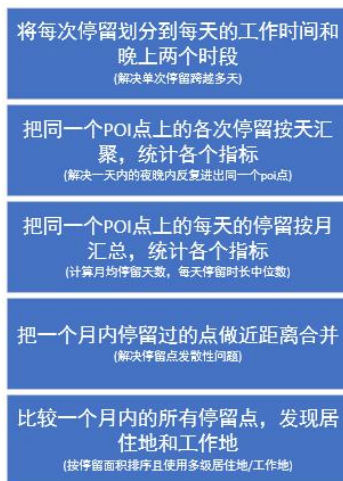 将每次停留划分到每天的工作时间和
晚上两个时段
(解决单次停留跨越多天)
把同一个POI点上的各次停留按天汇
聚，统计各个指标
(解决一天内的夜晚内反复进出同一个poi点)
把同一个POI点上的每天的停留按月
汇总，统计各个指标
(计算月均停留天数，每天停留时长中位数)
把一个月内停留过的点做近距离合并
(解决停留点发散性问题)
比较一个月内的所有停留点，发现居
住地和工作地
(按停留面积排序且使用多级居住地/工作地)